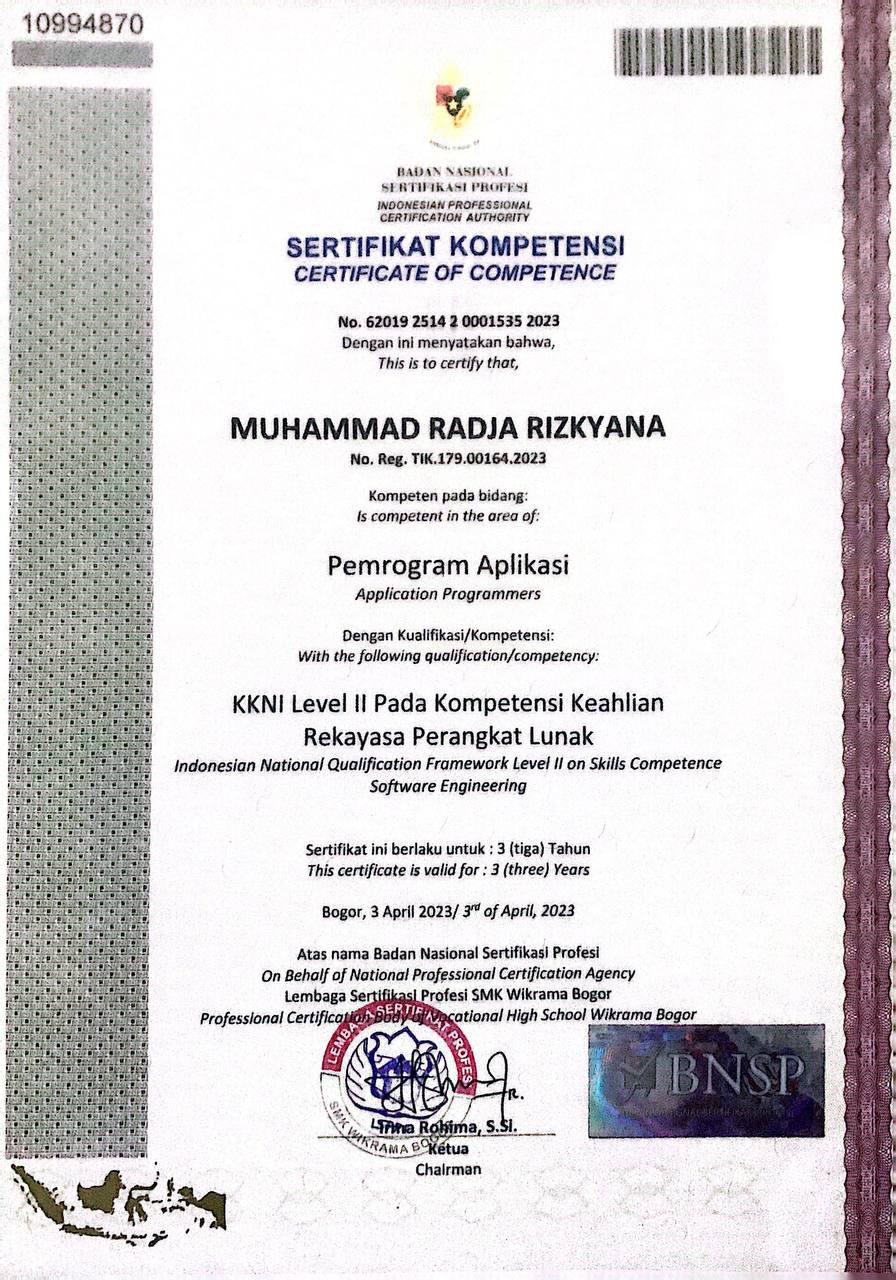 10994870
BADAN NASIONAL
SERTIFIKASI PROFESI
INDONESIAN PROFESSIONAL
CERTIFICATION AUTHORITY
SERTIFIKAT KOMPETENSI
CERTIFICATE OF COMPETENCE
No. 62019 2514 2 0001535 2023
Dengan ini menyatakan bahwa,
This is to certify that,
MUHAMMAD RADJA RIZKYANA
No. Reg. TIK.179.00164.2023
Kompeten pada bidang:
Is competent in the area of:
Pemrogram Aplikasi
Application Programmers
Dengan Kualifikasi/Kompetensi:
With the following qualification/competency:
KKNI Level II Pada Kompetensi Keahlian
Rekayasa Perangkat Lunak
Indonesian National Qualification Framework Level II on Skills Competence
Software Engineering
Sertifikat ini berlaku untuk : 3 (tiga) Tahun
This certificate is valid for : 3 (three) Years
Bogor, 3 April 2023/ 3rd of April, 2023
Atas nama Badan Nasional Sertifikasi Profesi
On Behalf of National Professional Certification Agency
Lembaga Sertifikasi Profesi SMK Wikrama Bogor
Professional Certification Body of Vocational High School Wikrama Bogor
LEMBAGA SERTIFIKAT PROFESI
SMK WIKRAMA BOGOR
BNSP
Rohima, S.Si.
Ketua
Chairman